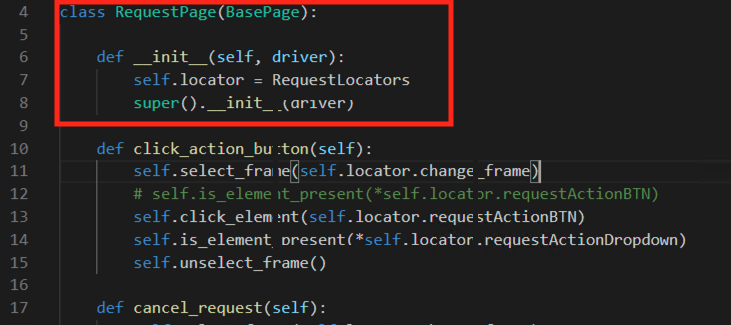 4 class RequestPage(BasePage):
5
6 def __init__(self, driver):
7 self.locator = RequestLocators
8 super().__init__(driver)
9
10 def click_action_button(self):
11 self.select_frame(self.locator.change_frame)
12 # self.is_element_present(*self.locator.requestActionBTN)
13 self.click_element(self.locator.requestActionBTN)
14 self.is_element_present(*self.locator.requestActionDropdown)
15 self.unselect_frame()
16
17 def cancel_request(self):